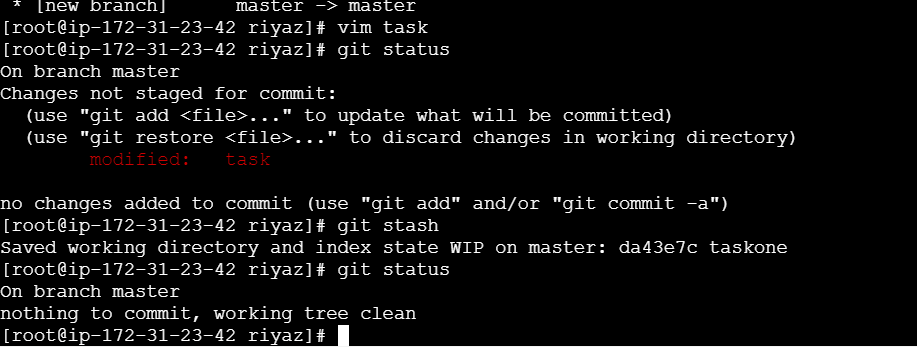 * [new branch]      master -> master
[root@ip-172-31-23-42 riyaz]# vim task
[root@ip-172-31-23-42 riyaz]# git status
On branch master
Changes not staged for commit:
  (use "git add <file>..." to update what will be committed)
  (use "git restore <file>..." to discard changes in working directory)
        modified:   task
no changes added to commit (use "git add" and/or "git commit -a")
[root@ip-172-31-23-42 riyaz]# git stash
Saved working directory and index state WIP on master: da43e7c taskone
[root@ip-172-31-23-42 riyaz]# git status
On branch master
nothing to commit, working tree clean
[root@ip-172-31-23-42 riyaz]#